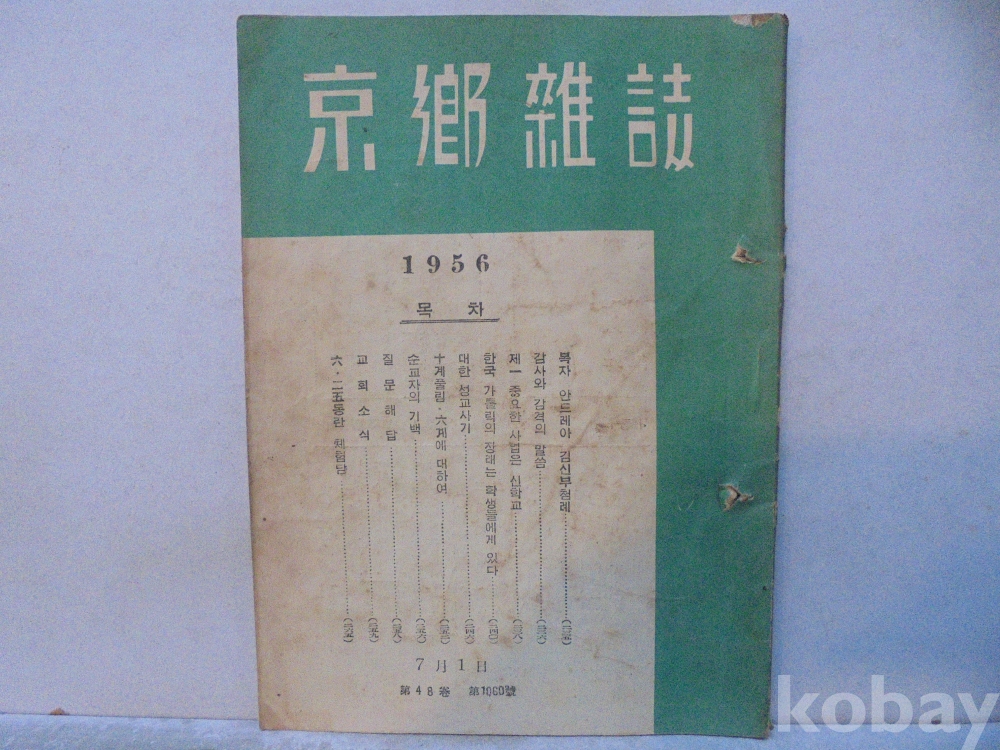 京鄕雜誌
1956
목 차
복자 안드레아 김신부첨례
감사와 감격의 말씀
제一 중요한 사업은 신학교
한국 가톨릭의 장래는 학생들에게 있다
대한 성교사기
十계풀림·六계에 대하여
순교자의 기백
질문해답
교회소식
六·二五동란 체험담
7月1日
第48巻 第1060號
kobay